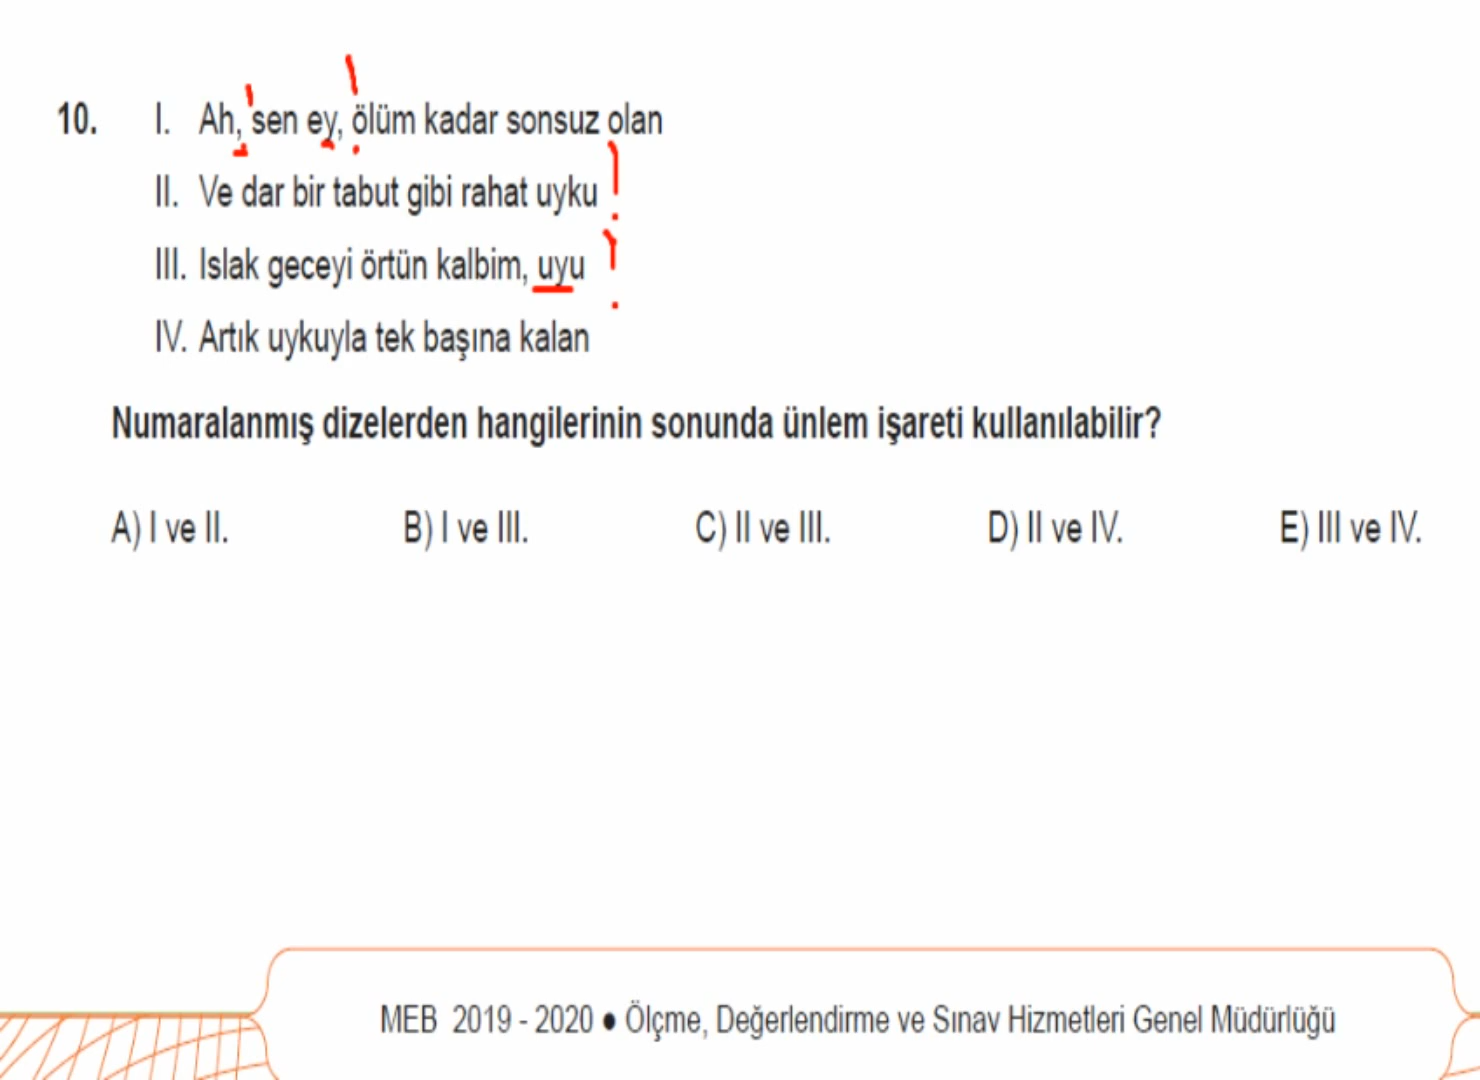 10. I. Ah, sen ey, ölüm kadar sonsuz olan
II. Ve dar bir tabut gibi rahat uyku !
III. Islak geceyi örtün kalbim, uyu !
IV. Artık uykuyla tek başına kalan
Numaralanmış dizelerden hangilerinin sonunda ünlem işareti kullanılabilir?
A) I ve II. B) I ve III. C) II ve III. D) II ve IV. E) III ve IV.
MEB 2019 - 2020 ● Ölçme, Değerlendirme ve Sınav Hizmetleri Genel Müdürlüğü